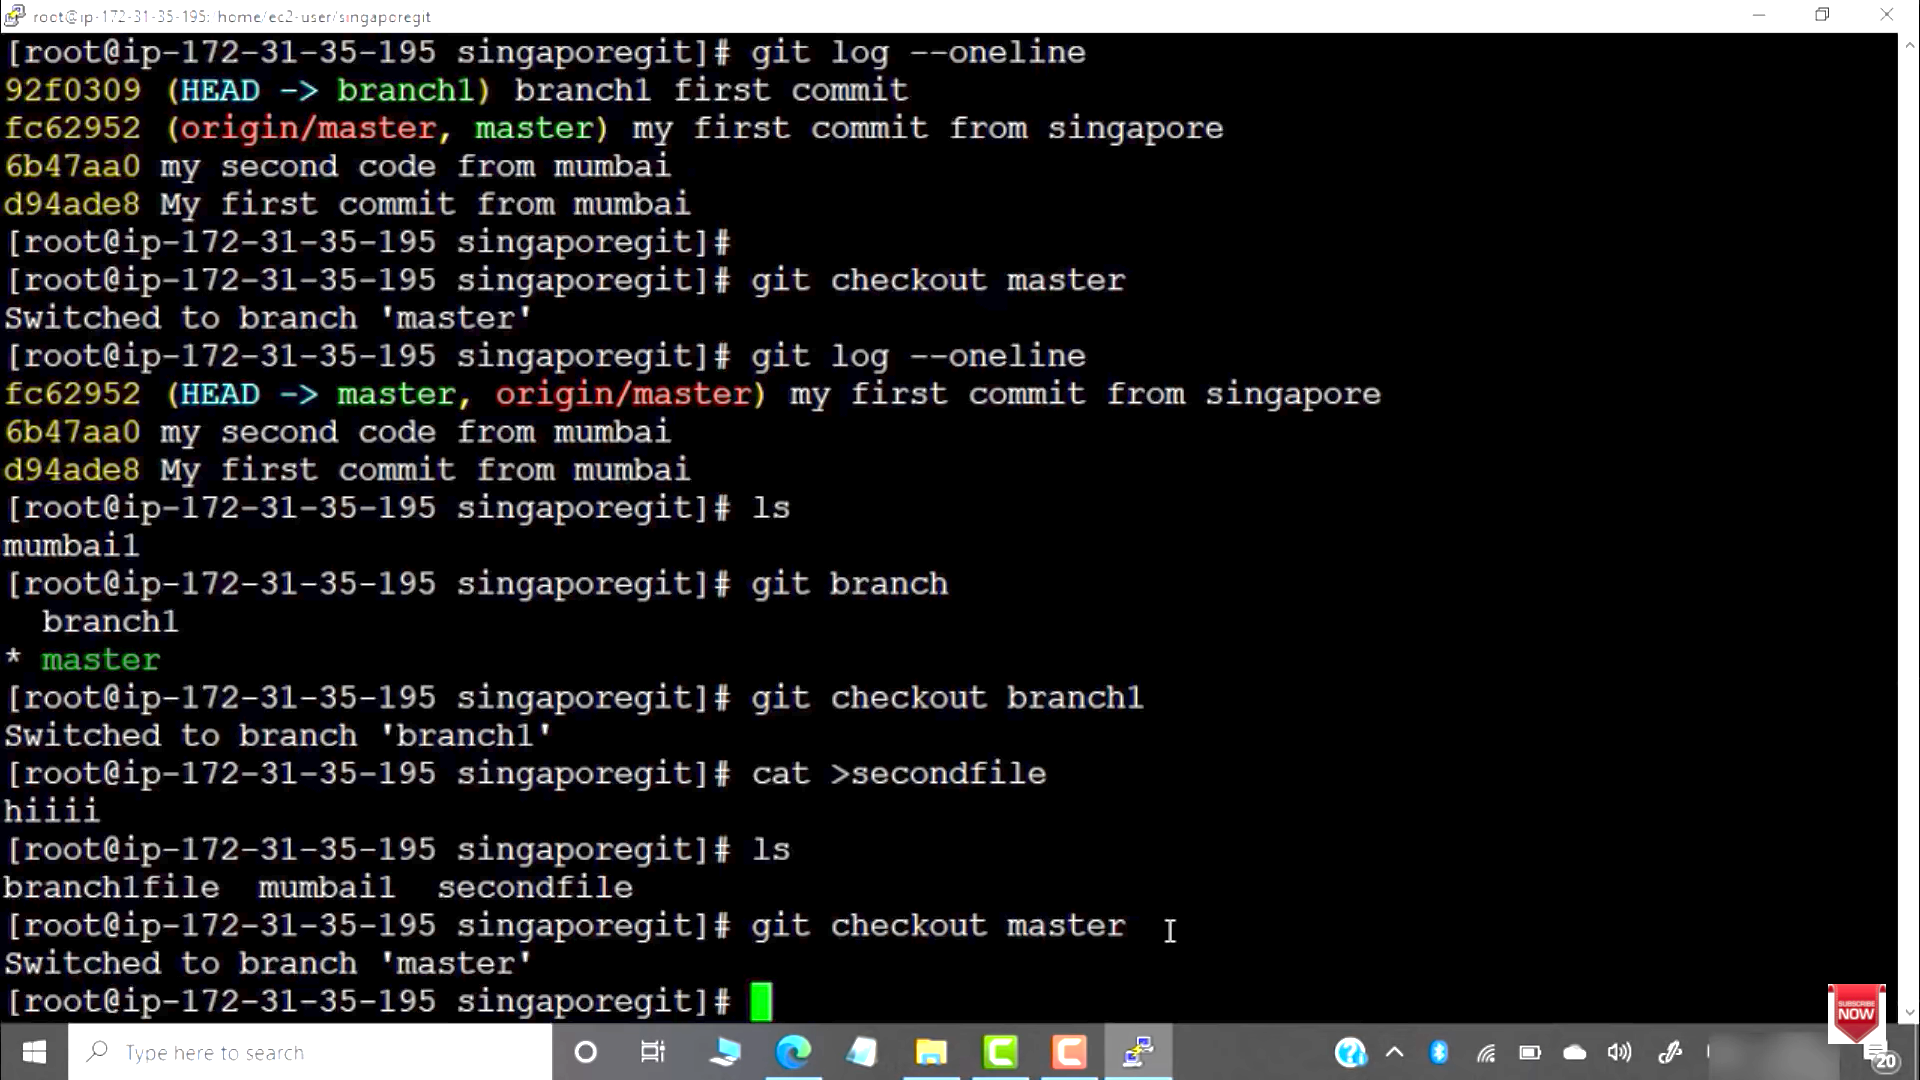 root@ip-172-31-35-195: /home/ec2-user/singaporegit
[root@ip-172-31-35-195 singaporegit]# git log --oneline
92f0309 (HEAD -> branch1) branch1 first commit
fc62952 (origin/master, master) my first commit from singapore
6b47aa0 my second code from mumbai
d94ade8 My first commit from mumbai
[root@ip-172-31-35-195 singaporegit]#
[root@ip-172-31-35-195 singaporegit]# git checkout master
Switched to branch 'master'
[root@ip-172-31-35-195 singaporegit]# git log --oneline
fc62952 (HEAD -> master, origin/master) my first commit from singapore
6b47aa0 my second code from mumbai
d94ade8 My first commit from mumbai
[root@ip-172-31-35-195 singaporegit]# ls
mumbai1
[root@ip-172-31-35-195 singaporegit]# git branch
  branch1
* master
[root@ip-172-31-35-195 singaporegit]# git checkout branch1
Switched to branch 'branch1'
[root@ip-172-31-35-195 singaporegit]# cat >secondfile
hiiii
[root@ip-172-31-35-195 singaporegit]# ls
branch1file  mumbai1  secondfile
[root@ip-172-31-35-195 singaporegit]# git checkout master
Switched to branch 'master'
[root@ip-172-31-35-195 singaporegit]#
SUBSCRIBE
NOW
Type here to search
20